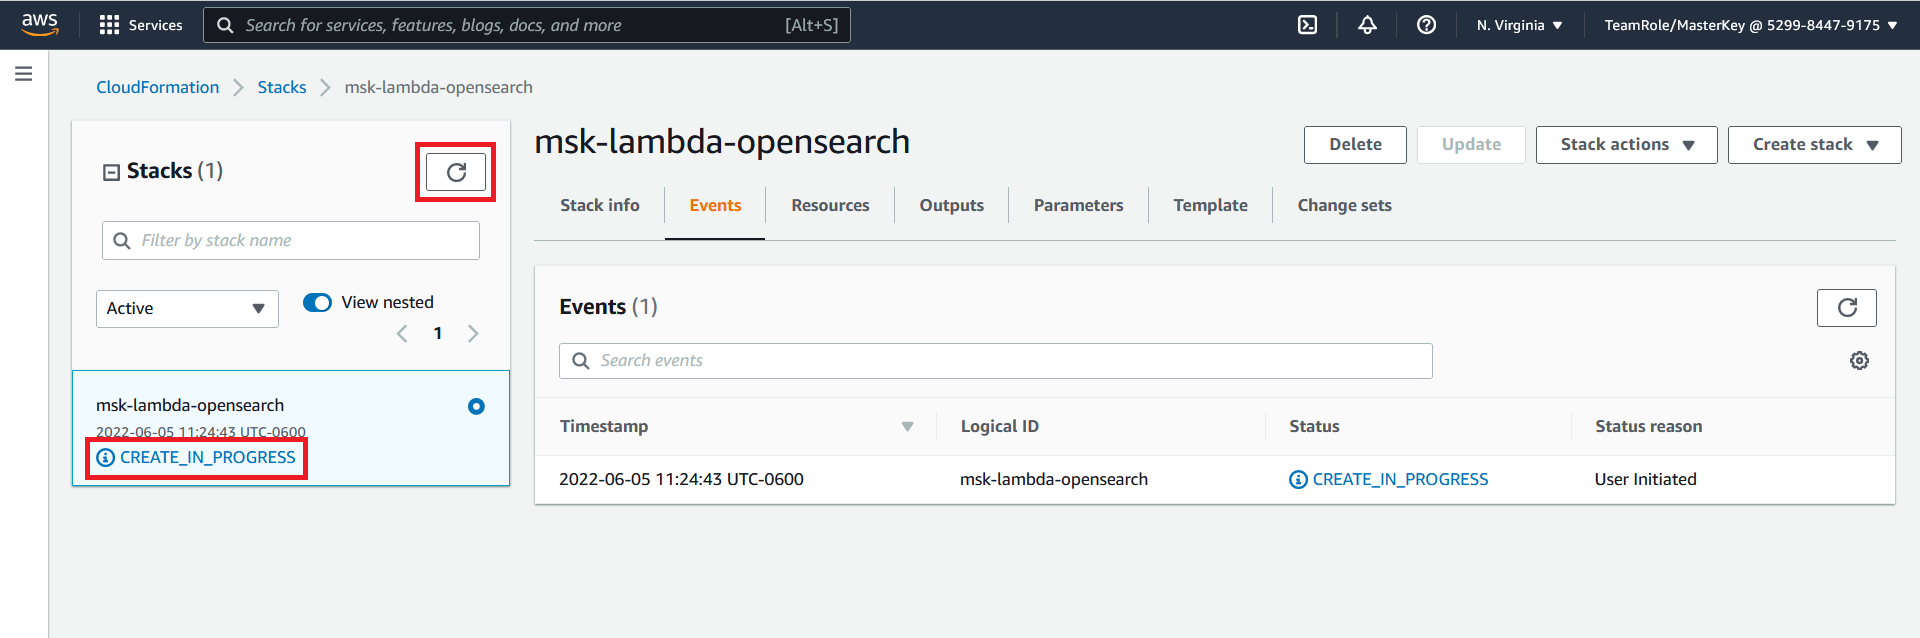 aws Services Search for services, features, blogs, docs, and more [Alt+S] N. Virginia TeamRole/MasterKey @ 5299-8447-9175
CloudFormation Stacks msk-lambda-opensearch
Stacks (1)
Filter by stack name
Active View nested
1
msk-lambda-opensearch
2022-06-05 11:24:43 UTC-0600
CREATE_IN_PROGRESS
msk-lambda-opensearch Delete Update Stack actions Create stack
Stack info Events Resources Outputs Parameters Template Change sets
Events (1)
Search events
Timestamp Logical ID Status Status reason
2022-06-05 11:24:43 UTC-0600 msk-lambda-opensearch CREATE_IN_PROGRESS User Initiated